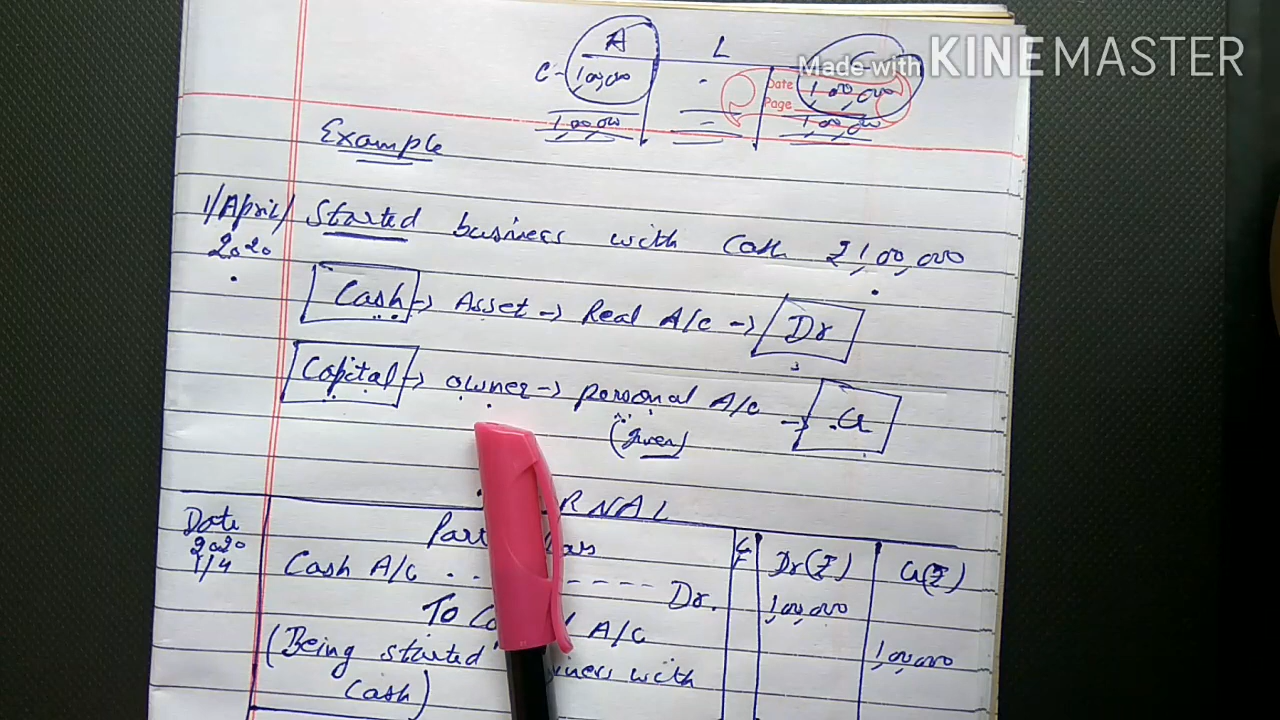 Made with KINEMASTER
A L C
C - 1,00,000 - Date 1,00,000
Page
1,00,000 - 1,00,000
Example
1/April/ Started business with cash ₹1,00,000
2020
Cash → Asset → Real A/c → Dr
Capital → owner → personal A/c → Cr
(giver)
RNAL
Date Part lars L.F Dr(₹) Cr(₹)
2020
1/4 Cash A/c ---- Dr. 1,00,000
To Ca l A/c 1,00,000
(Being started siness with
Cash)